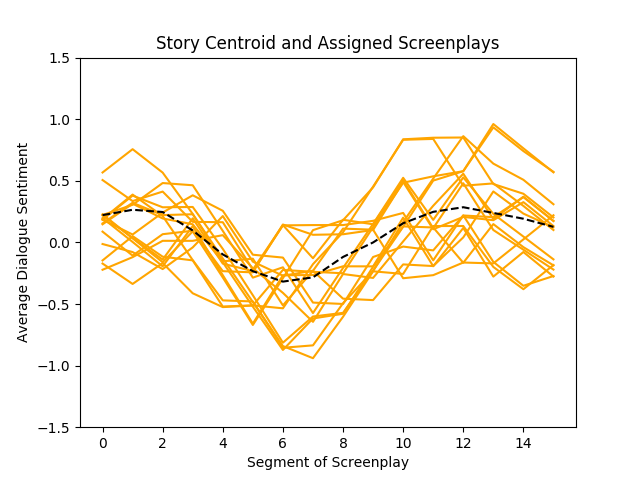 Story Centroid and Assigned Screenplays
1.5
1.0
0.5
0.0
−0.5
−1.0
−1.5
Average Dialogue Sentiment
0 2 4 6 8 10 12 14
Segment of Screenplay